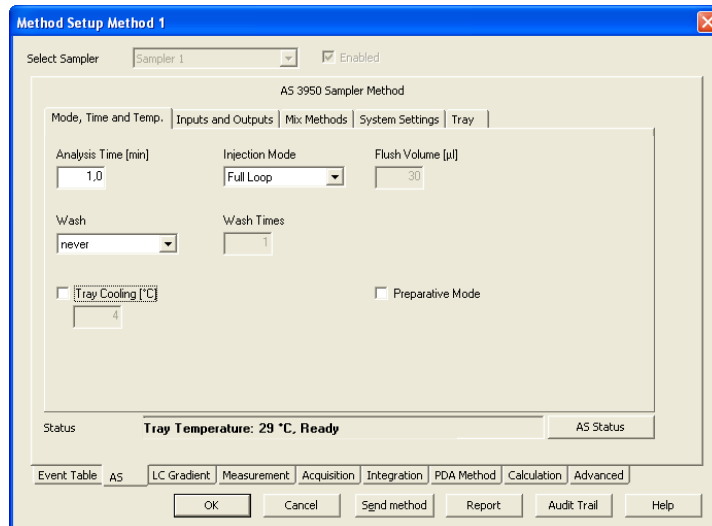 Method Setup Method 1
Select Sampler Sampler 1 Enabled
AS 3950 Sampler Method
Mode, Time and Temp. Inputs and Outputs Mix Methods System Settings Tray
Analysis Time [min] Injection Mode Flush Volume [µl]
1,0 Full Loop 30
Wash Wash Times
never 1
Tray Cooling [°C] Preparative Mode
4
Status Tray Temperature: 29 °C, Ready AS Status
Event Table AS LC Gradient Measurement Acquisition Integration PDA Method Calculation Advanced
OK Cancel Send method Report Audit Trail Help